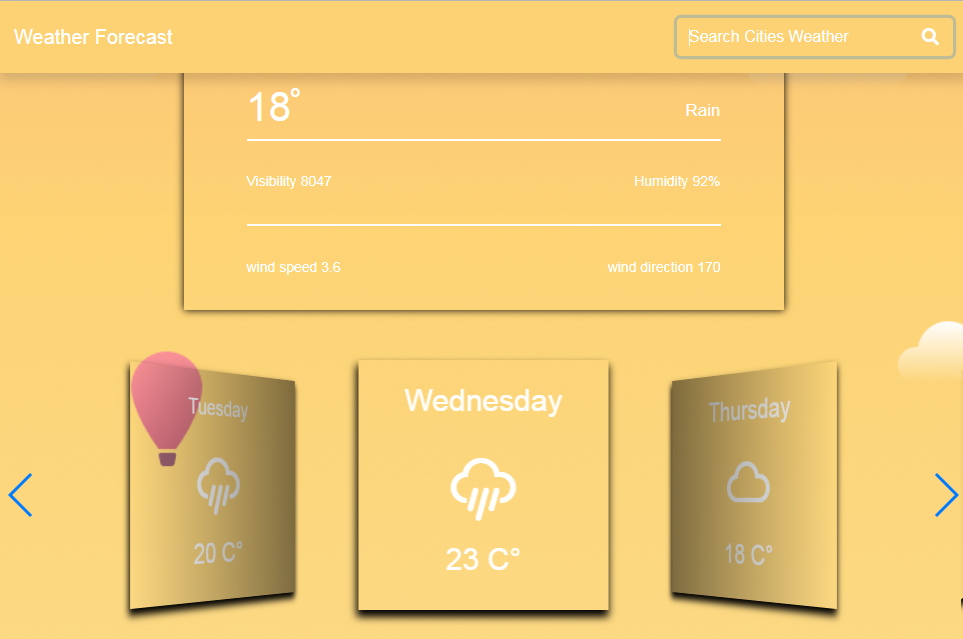 Weather Forecast
Search Cities Weather
18°
Rain
Visibility 8047
Humidity 92%
wind speed 3.6
wind direction 170
Tuesday
20 C°
Wednesday
23 C°
Thursday
18 C°